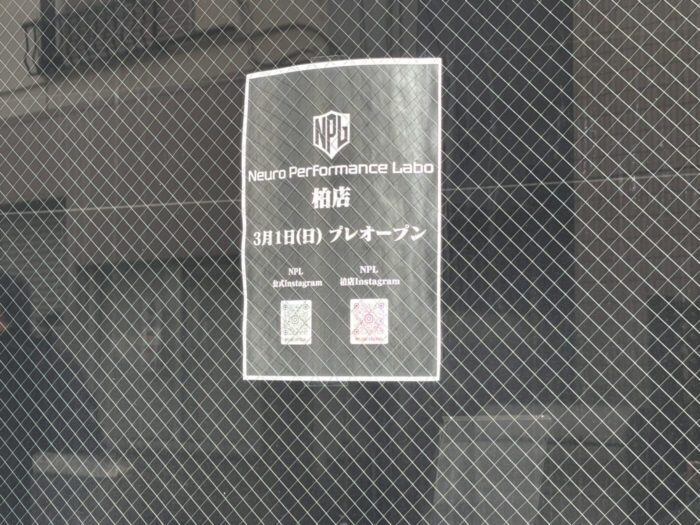 NPL
Neuro Performance Labo
柏店
3月1日(日) プレオープン
NPL
公式Instagram
NPL
柏店Instagram